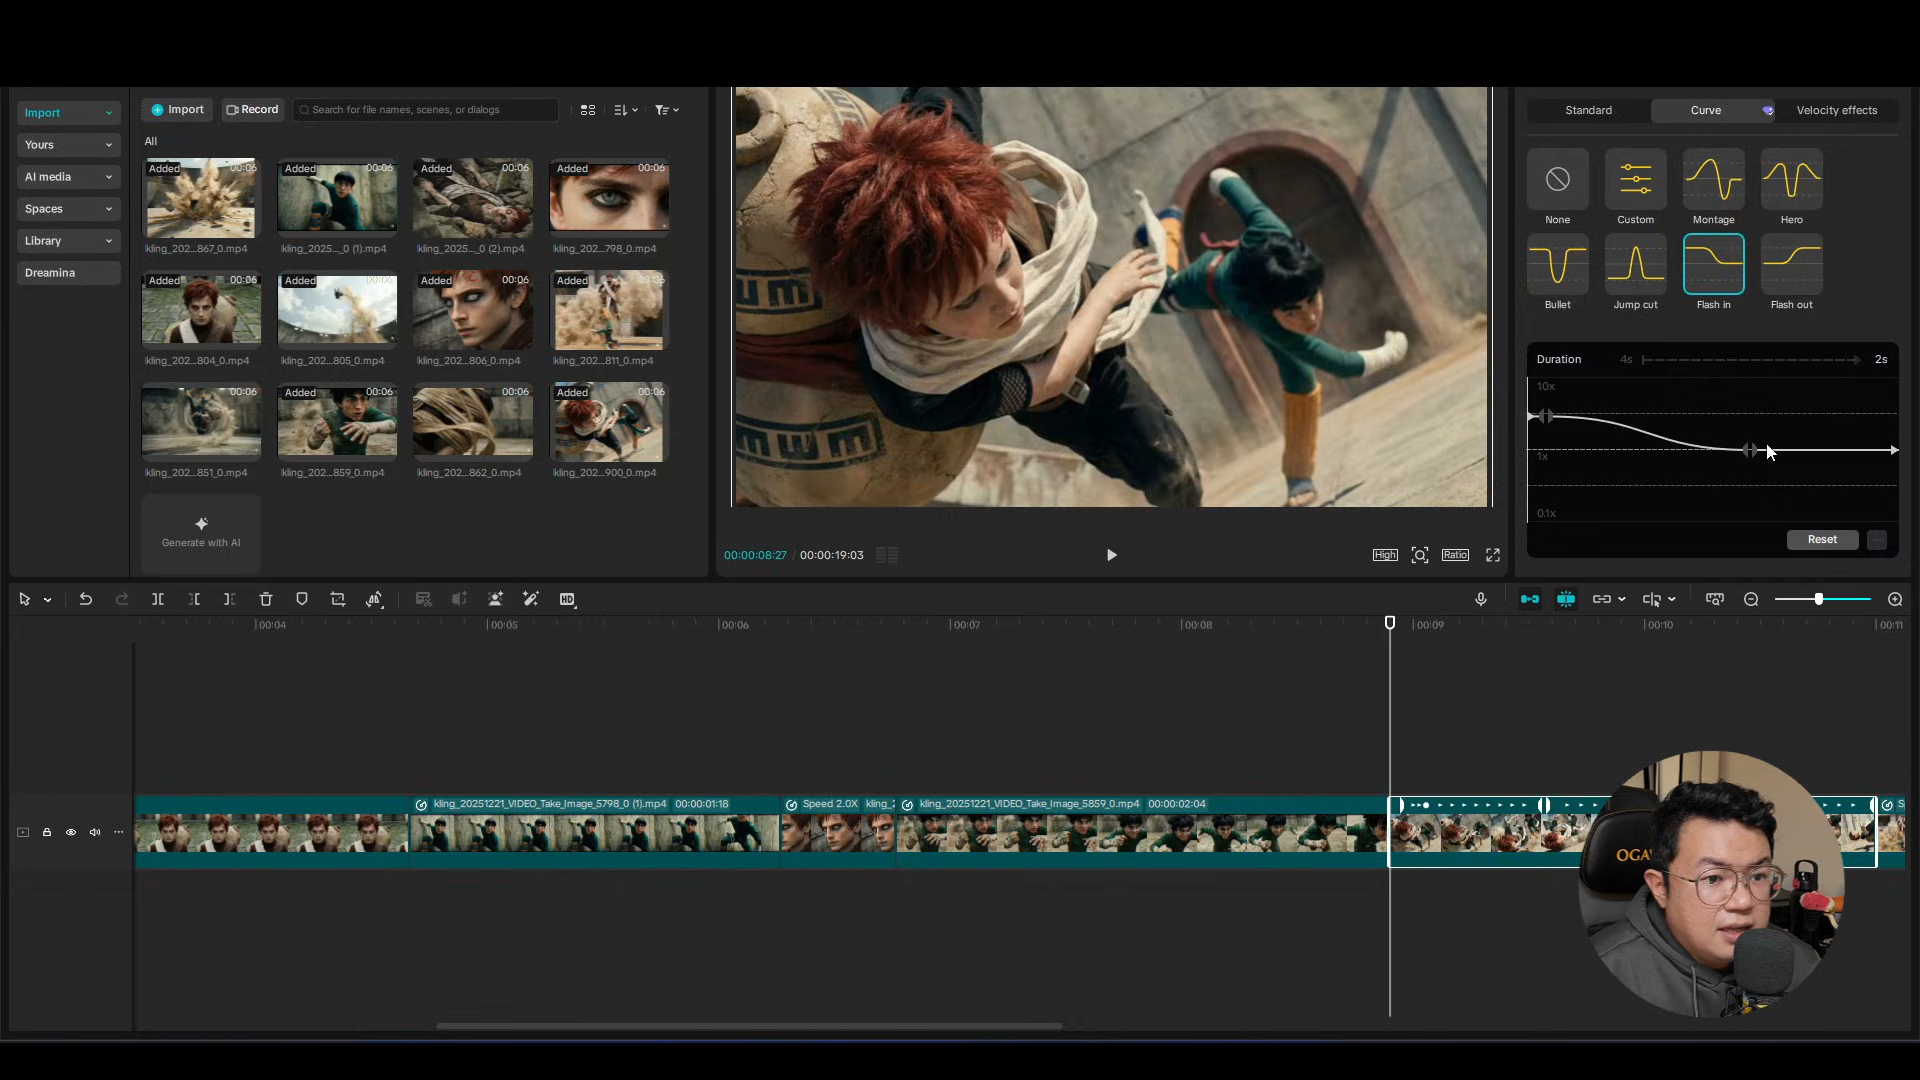 Import
Yours
AI media
Spaces
Library
Dreamina
Import
Record
Search for file names, scenes, or dialogs
All
Added 00:06
kling_202...867_0.mp4
Added 00:06
kling_2025..._0 (1).mp4
Added 00:06
kling_2025..._0 (2).mp4
Added 00:06
kling_202...798_0.mp4
Added 00:06
kling_202...804_0.mp4
Added
kling_202...805_0.mp4
Added 00:06
kling_202...806_0.mp4
Added 00:06
kling_202...811_0.mp4
00:06
kling_202...851_0.mp4
Added 00:06
kling_202...859_0.mp4
00:06
kling_202...862_0.mp4
Added 00:06
kling_202...900_0.mp4
Generate with AI
00:00:08:27 / 00:00:19:03
High
Ratio
Standard
Curve
Velocity effects
None
Custom
Montage
Hero
Bullet
Jump cut
Flash in
Flash out
Duration 4s 2s
10x
1x
0.1x
Reset
HD
00:04
00:05
00:06
00:07
00:08
00:09
00:10
00:11
kling_20251221_VIDEO_Take_Image_5798_0 (1).mp4 00:00:01:18
Speed 2.0X kling_2
kling_20251221_VIDEO_Take_Image_5859_0.mp4 00:00:02:04
S
OGA